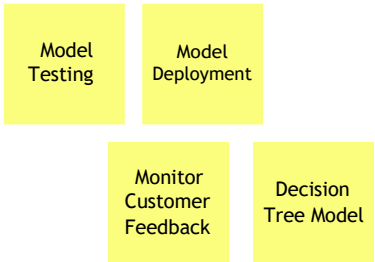 Model
Testing
Model
Deployment
Monitor
Customer
Feedback
Decision
Tree Model